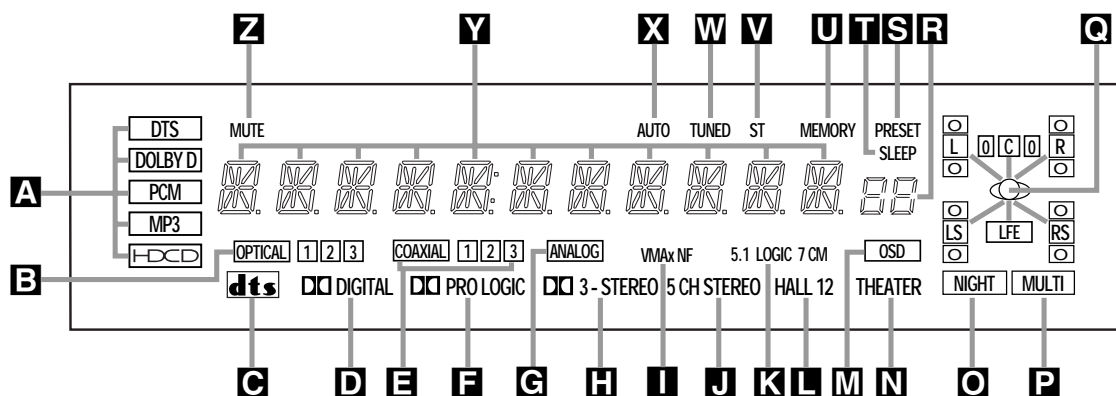 Z Y X W V U T S R Q
DTS MUTE AUTO TUNED ST MEMORY PRESET
SLEEP L 0 C 0 R
DOLBY D
A PCM
MP3
HDCD LS LFE RS
B OPTICAL 1 2 3 COAXIAL 1 2 3 ANALOG VMAx NF 5.1 LOGIC 7 CM OSD
dts DIGITAL PRO LOGIC 3 - STEREO 5 CH STEREO HALL 12 THEATER NIGHT MULTI
C D E F G H I J K L M N O P